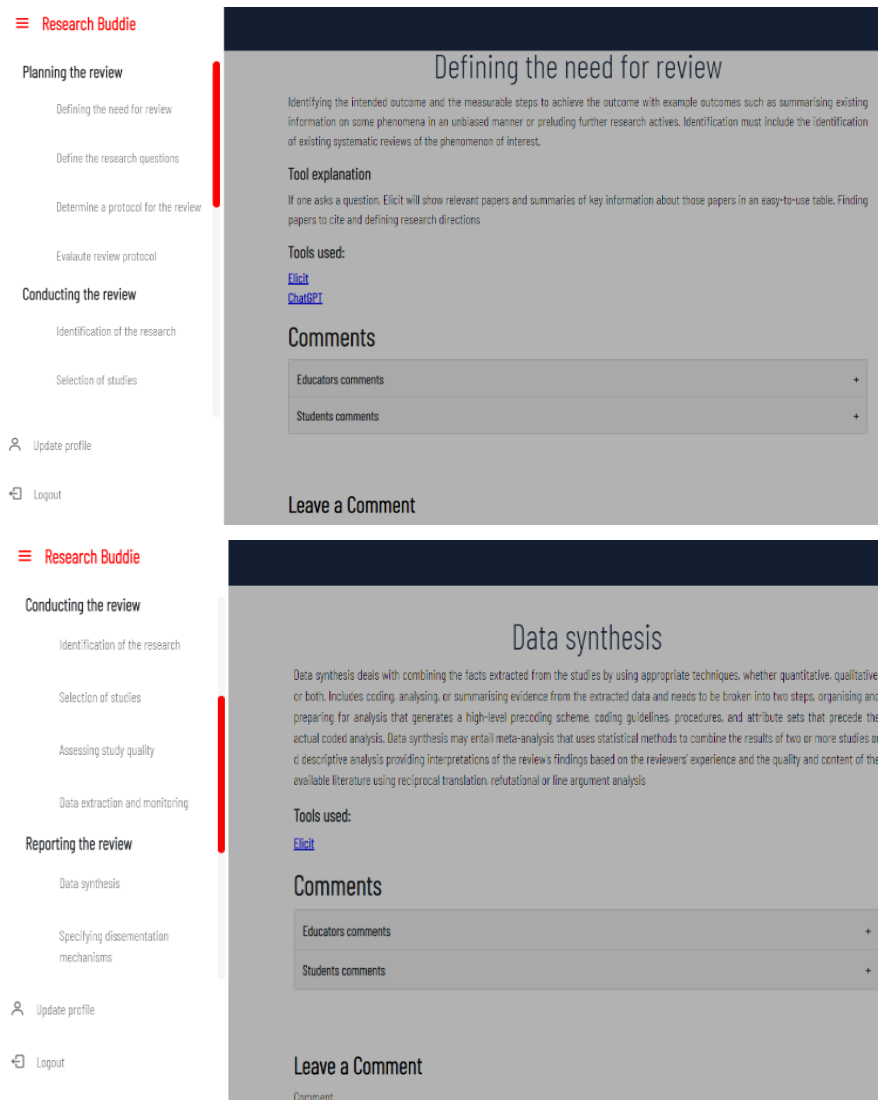 Research Buddie
Planning the review
Defining the need for review
Define the research questions
Determine a protocol for the review
Evalaute review protocol
Conducting the review
Identification of the research
Selection of studies
Update profile
Logout
Defining the need for review
Identifying the intended outcome and the measurable steps to achieve the outcome with example outcomes such as summarising existing
information on some phenomena in an unbiased manner or preluding further research actives. Identification must include the identification
of existing systematic reviews of the phenomenon of interest.
Tool explanation
If one asks a question, Elicit will show relevant papers and summaries of key information about those papers in an easy-to-use table. Finding
papers to cite and defining research directions
Tools used:
Elicit
ChatGPT
Comments
Educators comments +
Students comments +
Leave a Comment
Research Buddie
Conducting the review
Identification of the research
Selection of studies
Assessing study quality
Data extraction and monitoring
Reporting the review
Data synthesis
Specifying dissementation
mechanisms
Update profile
Logout
Data synthesis
Data synthesis deals with combining the facts extracted from the studies by using appropriate techniques, whether quantitative, qualitative
or both. Includes coding, analysing, or summarising evidence from the extracted data and needs to be broken into two steps, organising and
preparing for analysis that generates a high-level precoding scheme, coding guidelines, procedures, and attribute sets that precede the
actual coded analysis. Data synthesis may entail meta-analysis that uses statistical methods to combine the results of two or more studies or
d descriptive analysis providing interpretations of the review's findings based on the reviewers' experience and the quality and content of the
available literature using reciprocal translation, refutational or line argument analysis
Tools used:
Elicit
Comments
Educators comments +
Students comments +
Leave a Comment
Comment